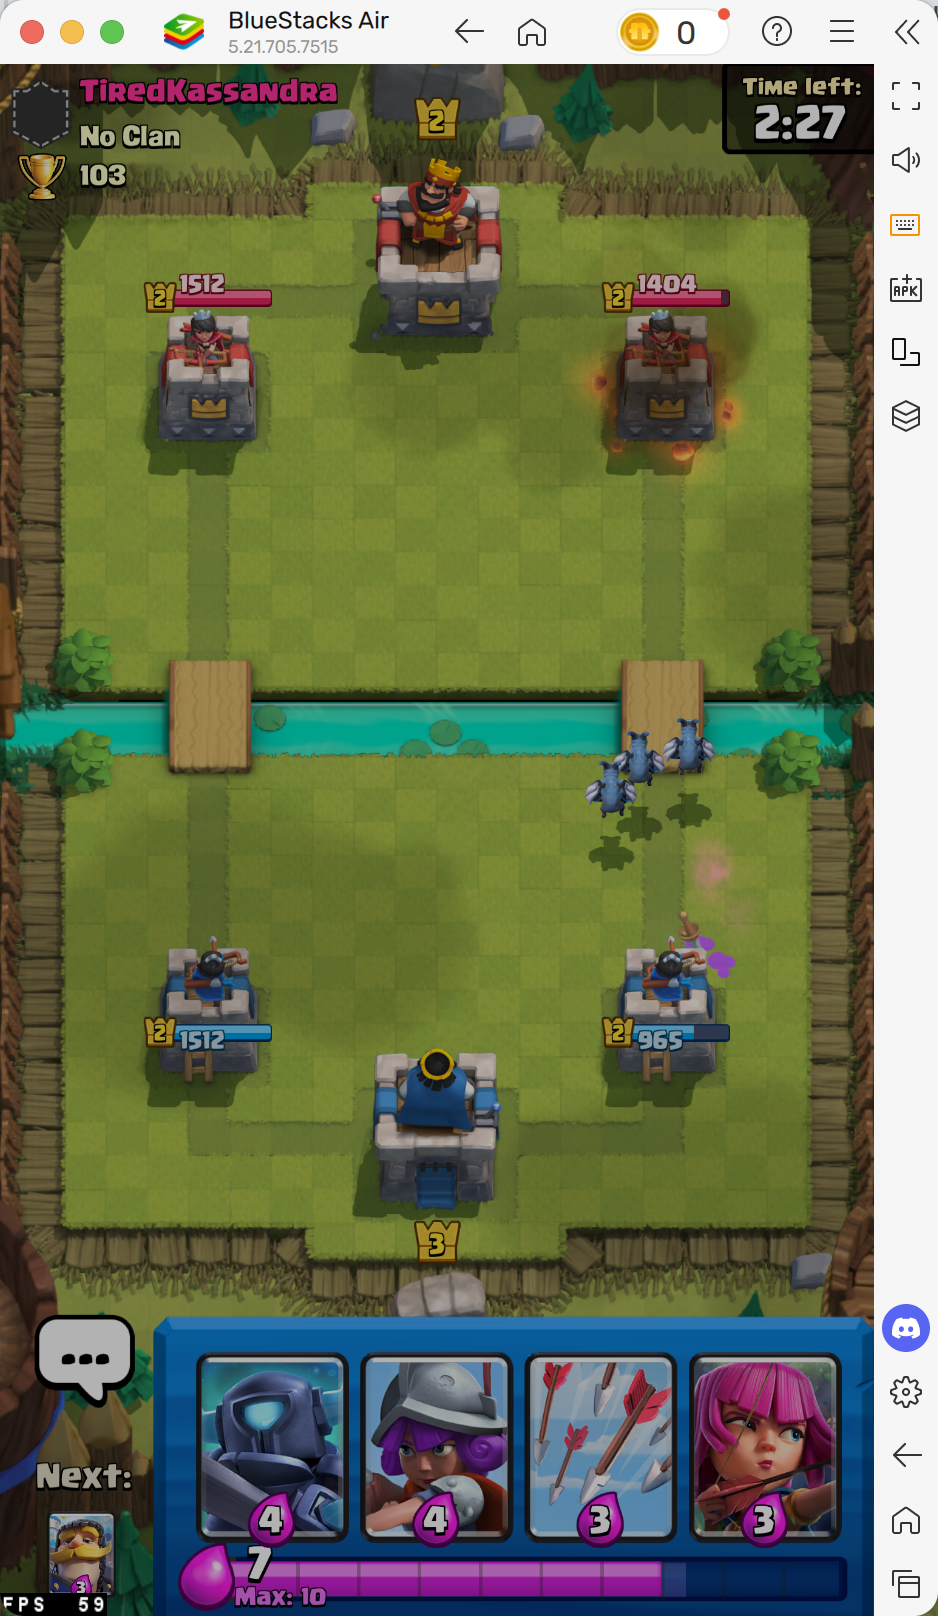 BlueStacks Air
5.21.705.7515
0
TiredKassandra
No Clan
103
2
Time left:
2:27
1512
2
1404
2
APK
2
1512
2
965
3
Next:
3
4
4
3
3
7
Max: 10
FPS 59